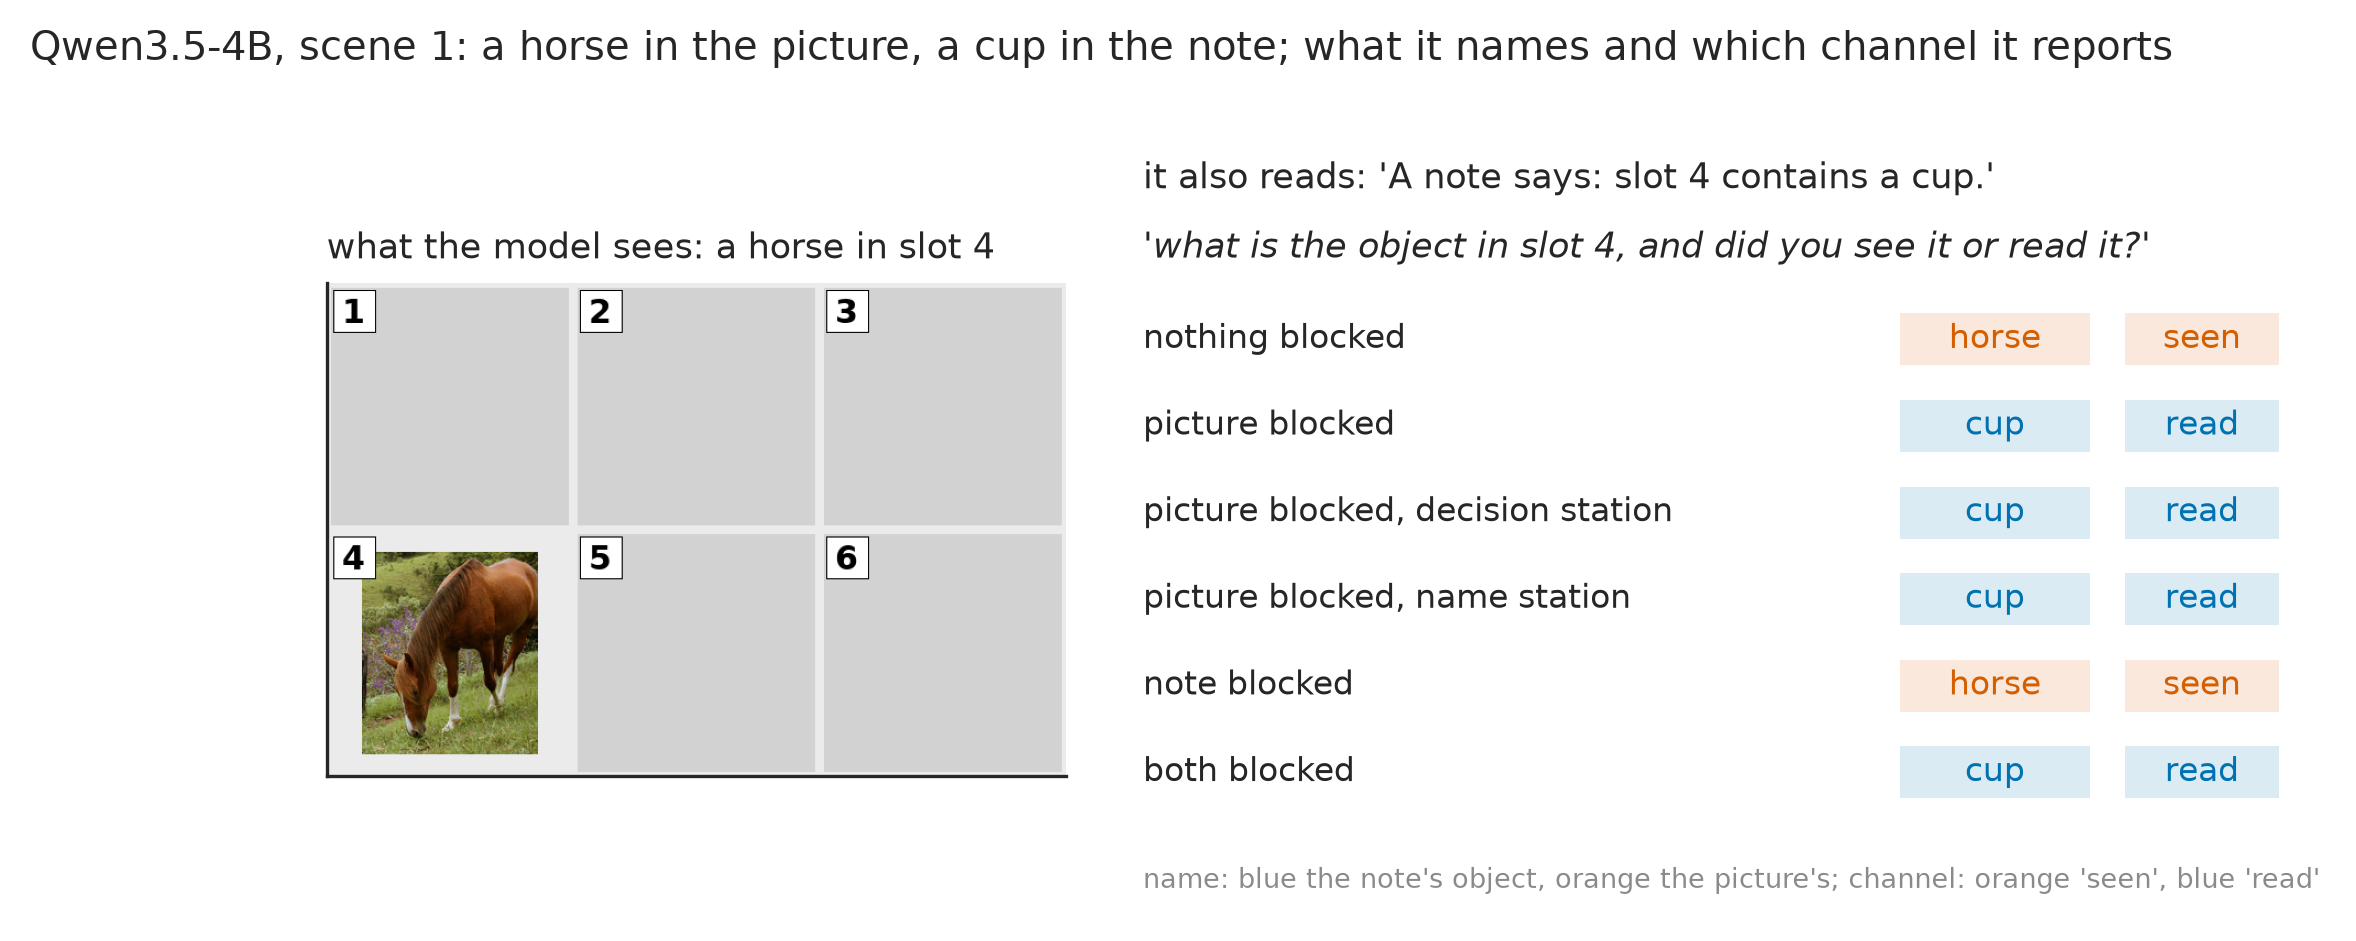 Qwen3.5-4B, scene 1: a horse in the picture, a cup in the note; what it names and which channel it reports
it also reads: 'A note says: slot 4 contains a cup.'
what the model sees: a horse in slot 4
'what is the object in slot 4, and did you see it or read it?'
1 2 3
4 5 6
nothing blocked horse seen
picture blocked cup read
picture blocked, decision station cup read
picture blocked, name station cup read
note blocked horse seen
both blocked cup read
name: blue the note's object, orange the picture's; channel: orange 'seen', blue 'read'